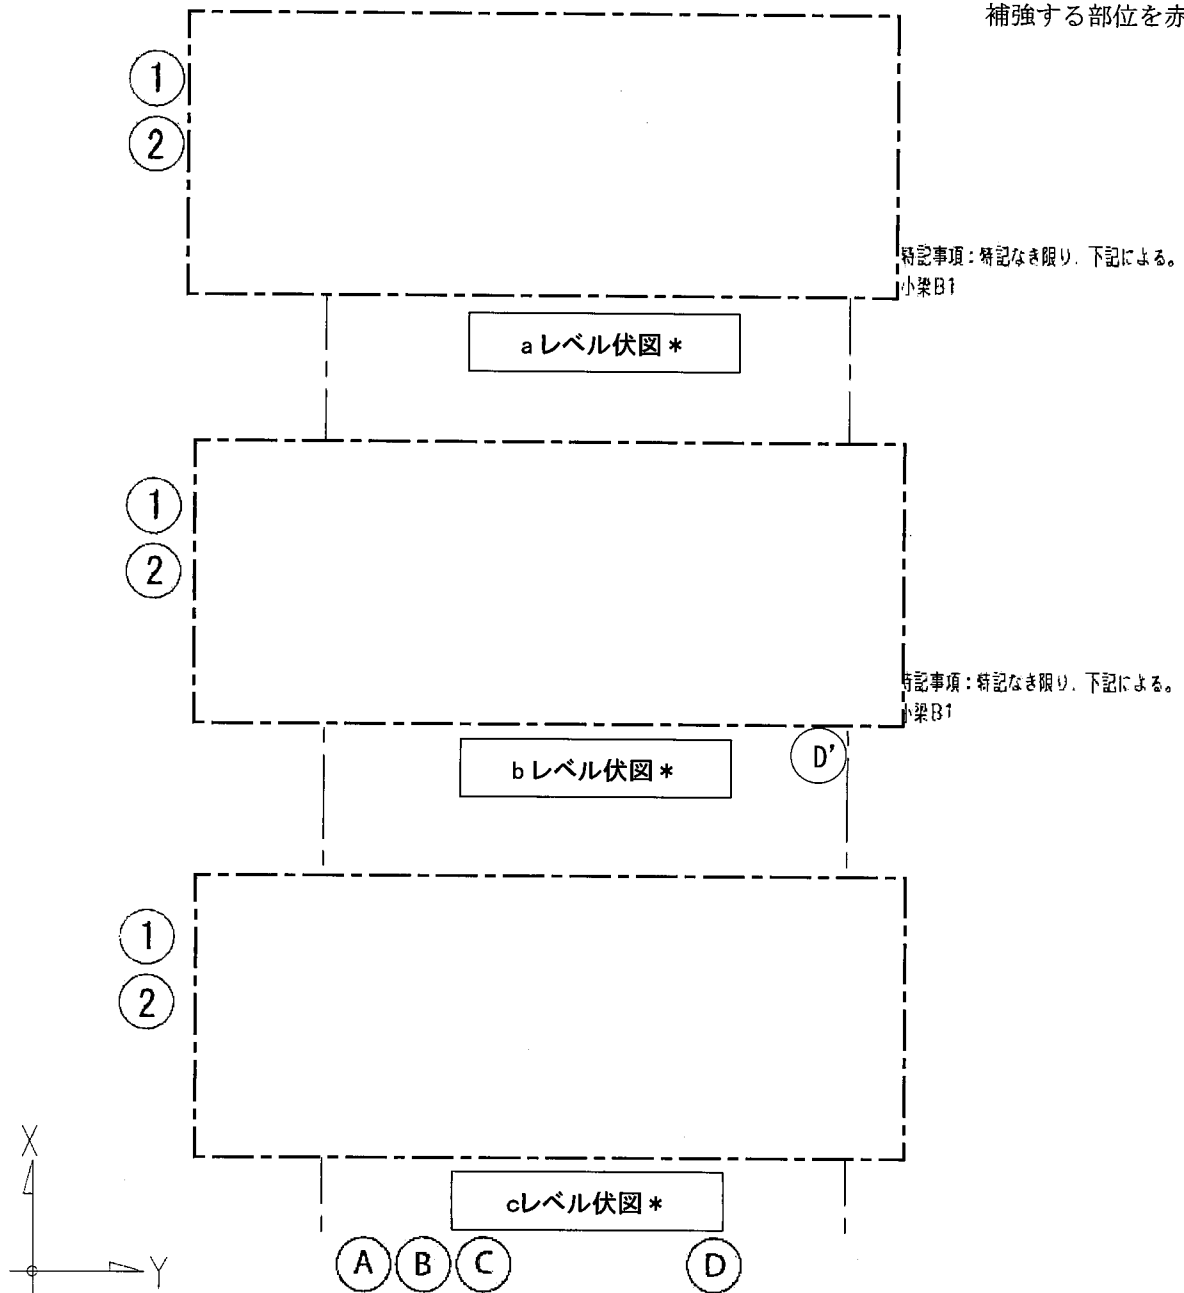 補強する部位を赤
1
2
特記事項：特記なき限り、下記による。
小梁B1
aレベル伏図＊
1
2
特記事項：特記なき限り、下記による。
小梁B1
bレベル伏図＊
D'
1
2
X
cレベル伏図＊
Y
A B C D